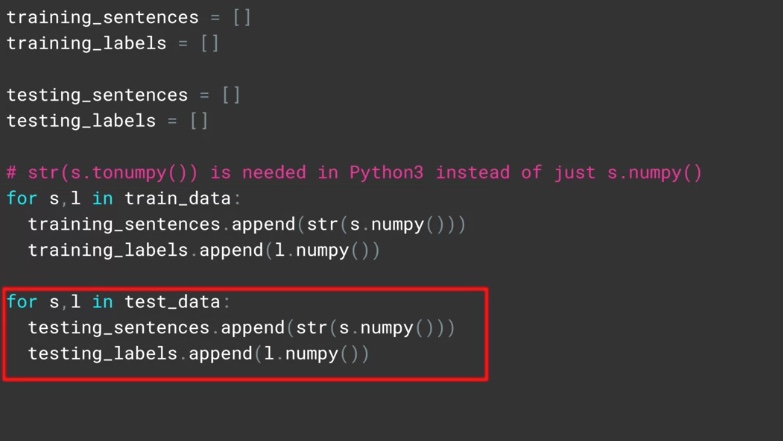 training_sentences = []
training_labels = []
testing_sentences = []
testing_labels = []
# str(s.tonumpy()) is needed in Python3 instead of just s.numpy()
for s,l in train_data:
  training_sentences.append(str(s.numpy()))
  training_labels.append(l.numpy())
for s,l in test_data:
  testing_sentences.append(str(s.numpy()))
  testing_labels.append(l.numpy())